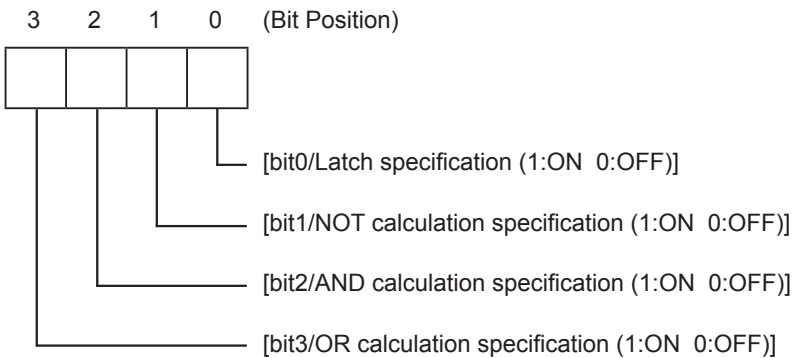 3 2 1 0 (Bit Position)
[bit0/Latch specification (1:ON 0:OFF)]
[bit1/NOT calculation specification (1:ON 0:OFF)]
[bit2/AND calculation specification (1:ON 0:OFF)]
[bit3/OR calculation specification (1:ON 0:OFF)]